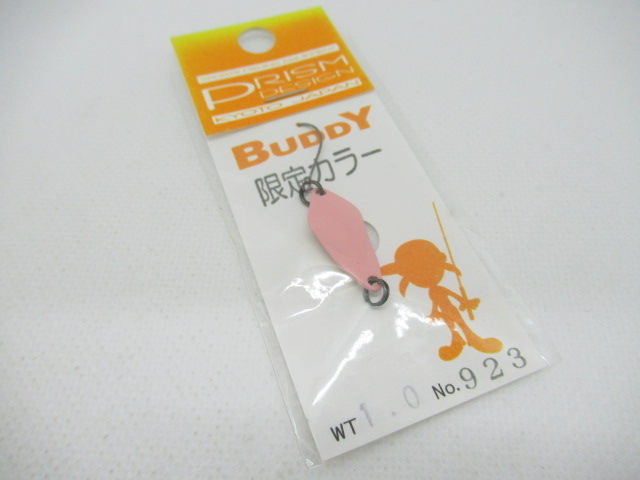 PRISM
DESIGN
KYOTO JAPAN
BUDDY
限定カラー
WT 1.0 No. 923